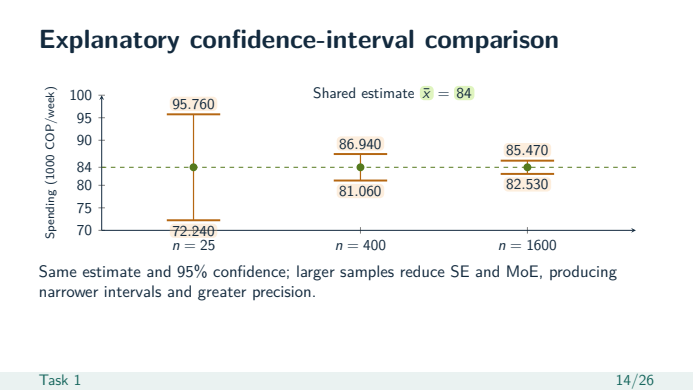 Explanatory confidence-interval comparison
Spending (1000 COP/week)
100
95
90
84
80
75
70
Shared estimate x̄ = 84
95.760
72.240
86.940
81.060
85.470
82.530
n = 25
n = 400
n = 1600
Same estimate and 95% confidence; larger samples reduce SE and MoE, producing
narrower intervals and greater precision.
Task 1
14/26